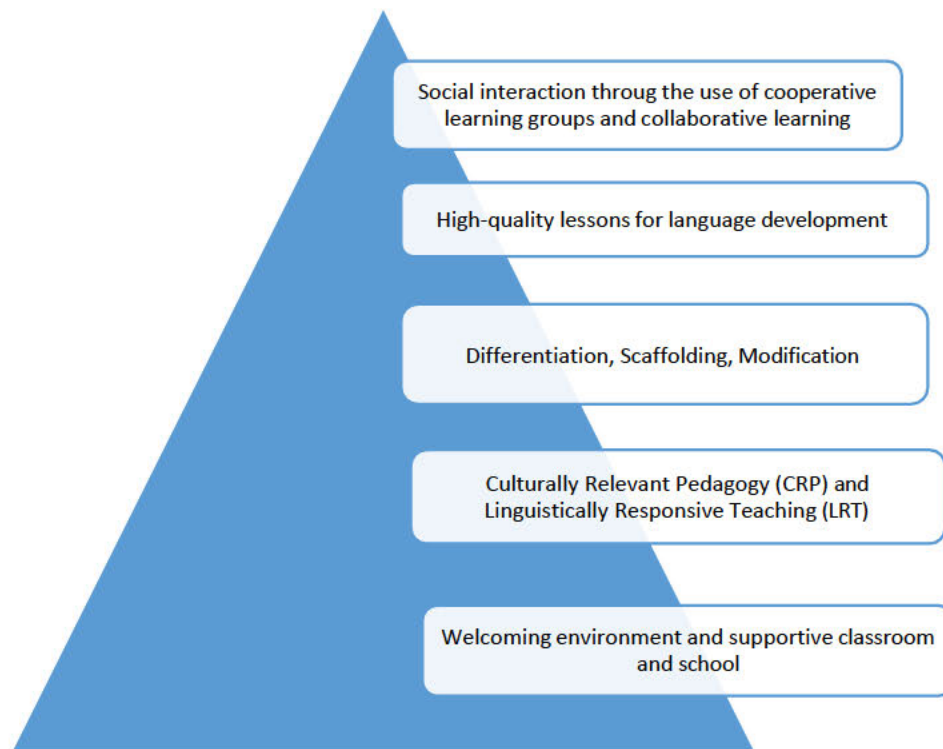 Social interaction throug the use of cooperative
learning groups and collaborative learning
High-quality lessons for language development
Differentiation, Scaffolding, Modification
Culturally Relevant Pedagogy (CRP) and
Linguistically Responsive Teaching (LRT)
Welcoming environment and supportive classroom
and school